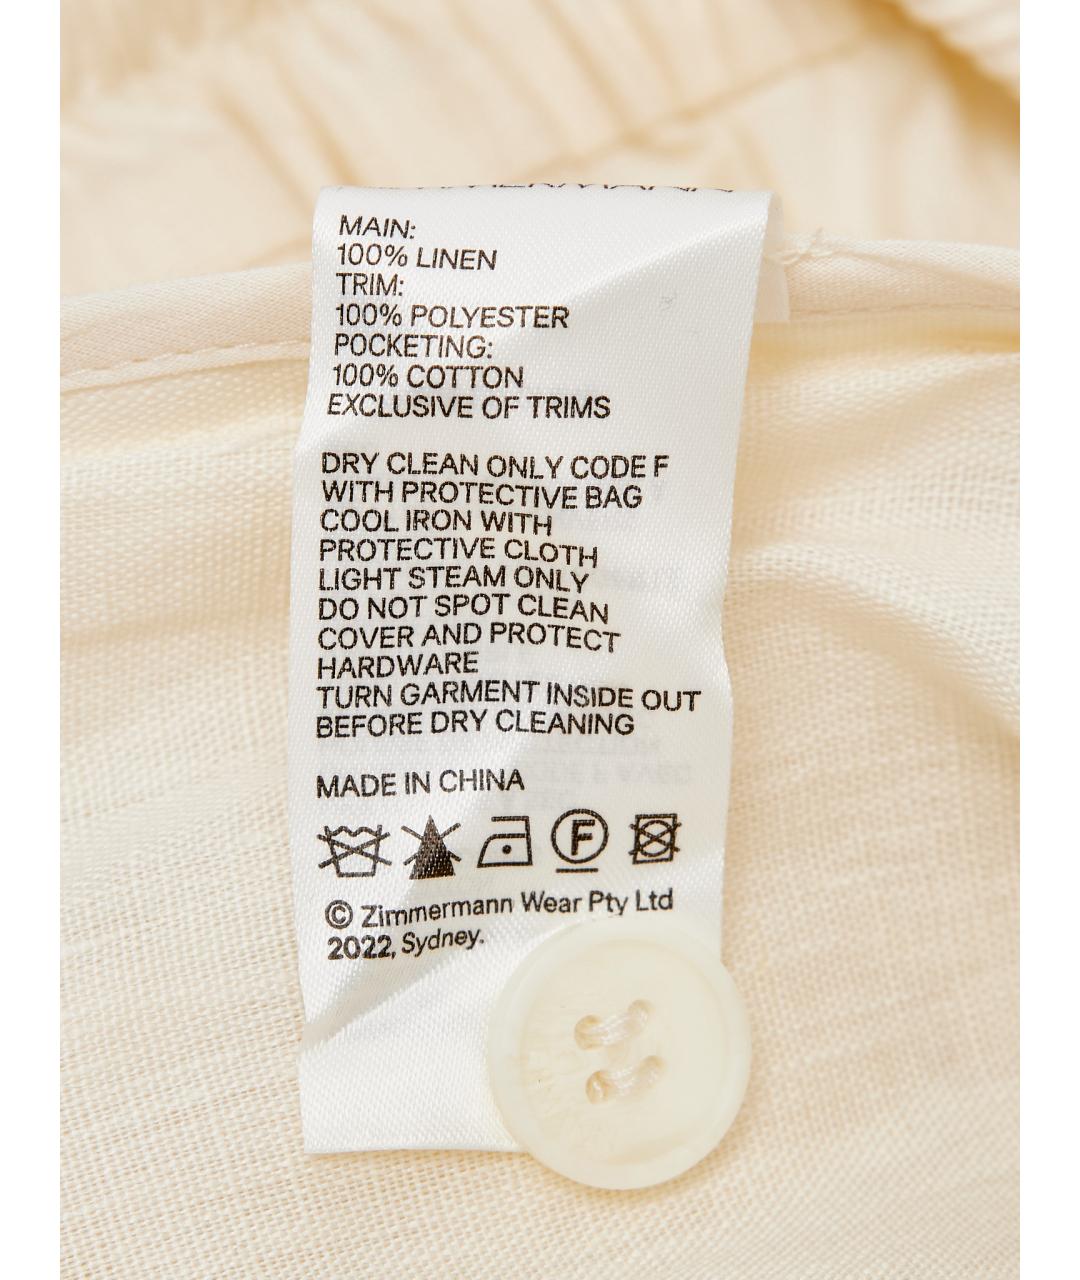 MAIN:
100% LINEN
TRIM:
100% POLYESTER
POCKETING:
100% COTTON
EXCLUSIVE OF TRIMS
DRY CLEAN ONLY CODE F
WITH PROTECTIVE BAG
COOL IRON WITH
PROTECTIVE CLOTH
LIGHT STEAM ONLY
DO NOT SPOT CLEAN
COVER AND PROTECT
HARDWARE
TURN GARMENT INSIDE OUT
BEFORE DRY CLEANING
MADE IN CHINA
F
© Zimmermann Wear Pty Ltd
2022, Sydney.